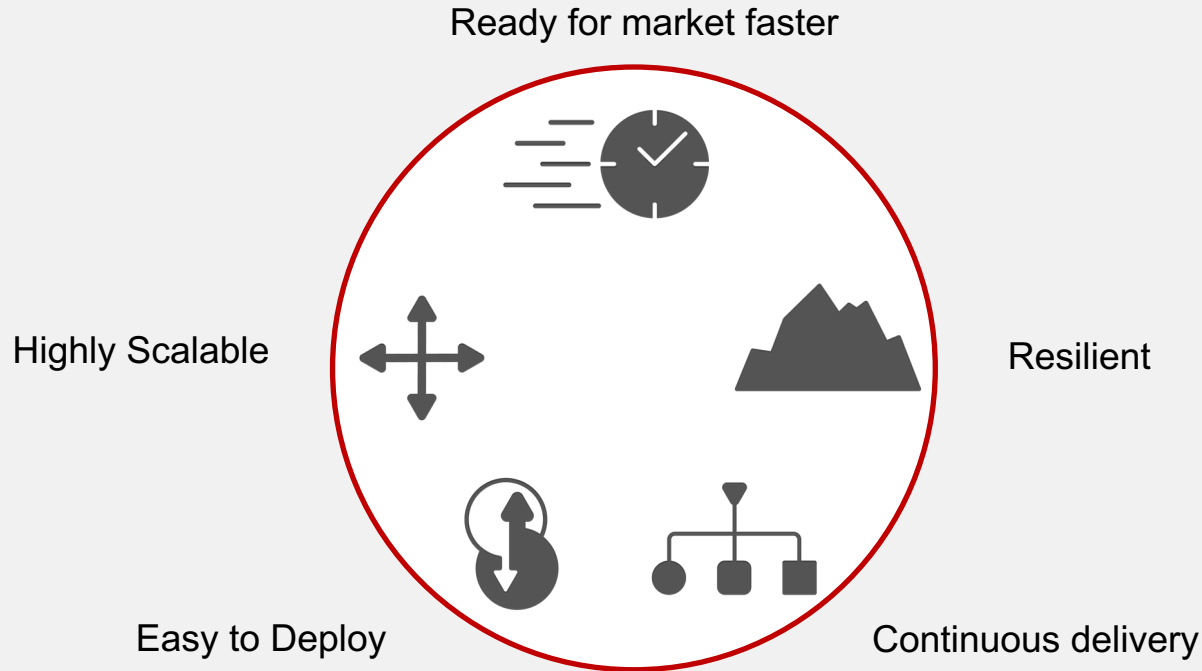 Ready for market faster
Highly Scalable
Resilient
Easy to Deploy
Continuous delivery